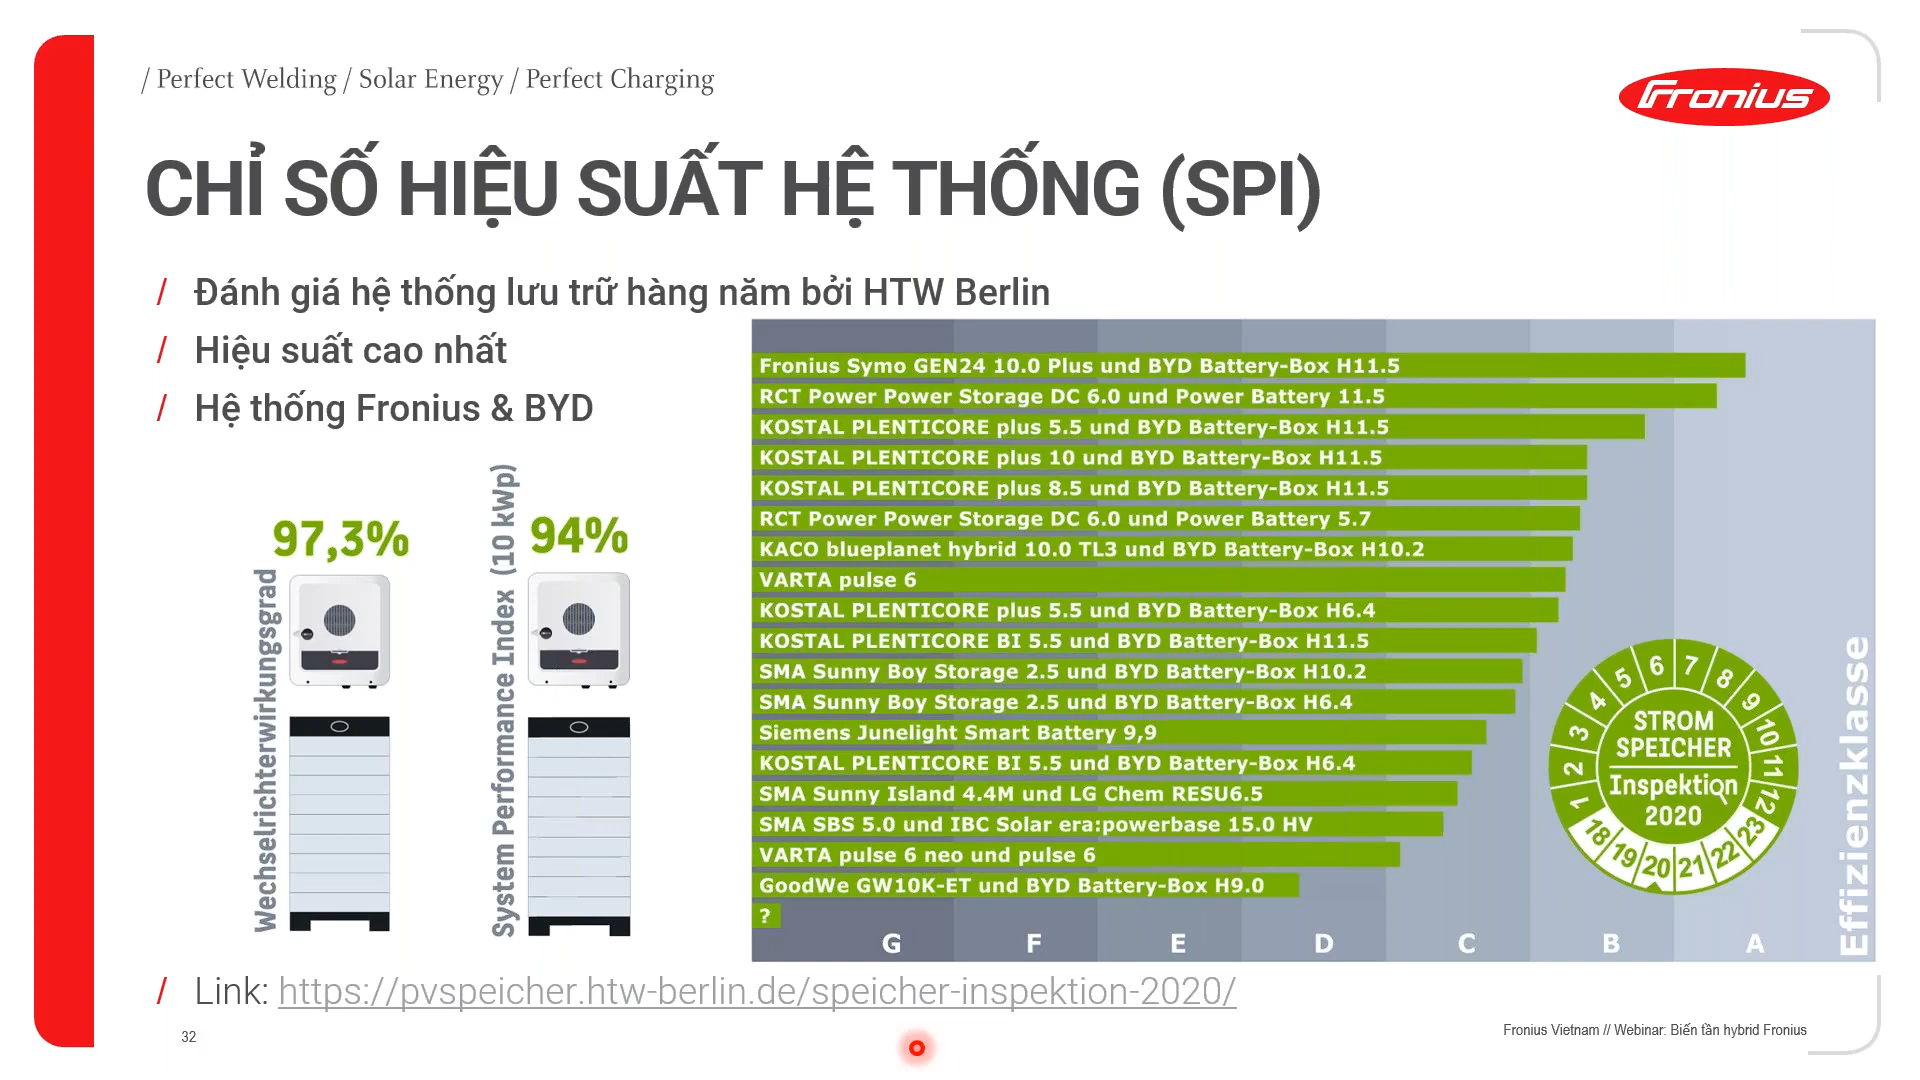 / Perfect Welding / Solar Energy / Perfect Charging
Fronius
CHỈ SỐ HIỆU SUẤT HỆ THỐNG (SPI)
/ Đánh giá hệ thống lưu trữ hàng năm bởi HTW Berlin
/ Hiệu suất cao nhất
/ Hệ thống Fronius & BYD
97,3%
Wechselrichterwirkungsgrad
94%
System Performance Index (10 kWp)
Fronius Symo GEN24 10.0 Plus und BYD Battery-Box H11.5
RCT Power Power Storage DC 6.0 und Power Battery 11.5
KOSTAL PLENTICORE plus 5.5 und BYD Battery-Box H11.5
KOSTAL PLENTICORE plus 10 und BYD Battery-Box H11.5
KOSTAL PLENTICORE plus 8.5 und BYD Battery-Box H11.5
RCT Power Power Storage DC 6.0 und Power Battery 5.7
KACO blueplanet hybrid 10.0 TL3 und BYD Battery-Box H10.2
VARTA pulse 6
KOSTAL PLENTICORE plus 5.5 und BYD Battery-Box H6.4
KOSTAL PLENTICORE BI 5.5 und BYD Battery-Box H11.5
SMA Sunny Boy Storage 2.5 und BYD Battery-Box H10.2
SMA Sunny Boy Storage 2.5 und BYD Battery-Box H6.4
Siemens Junelight Smart Battery 9,9
KOSTAL PLENTICORE BI 5.5 und BYD Battery-Box H6.4
SMA Sunny Island 4.4M und LG Chem RESU6.5
SMA SBS 5.0 und IBC Solar era:powerbase 15.0 HV
VARTA pulse 6 neo und pulse 6
GoodWe GW10K-ET und BYD Battery-Box H9.0
?
G F E D C B A
Effizienzklasse
1 2 3 4 5 6 7 8 9 10 11 12
STROM
SPEICHER
Inspektion
2020
18 19 20 21 22 23
/ Link: https://pvspeicher.htw-berlin.de/speicher-inspektion-2020/
32
Fronius Vietnam // Webinar: Biến tần hybrid Fronius